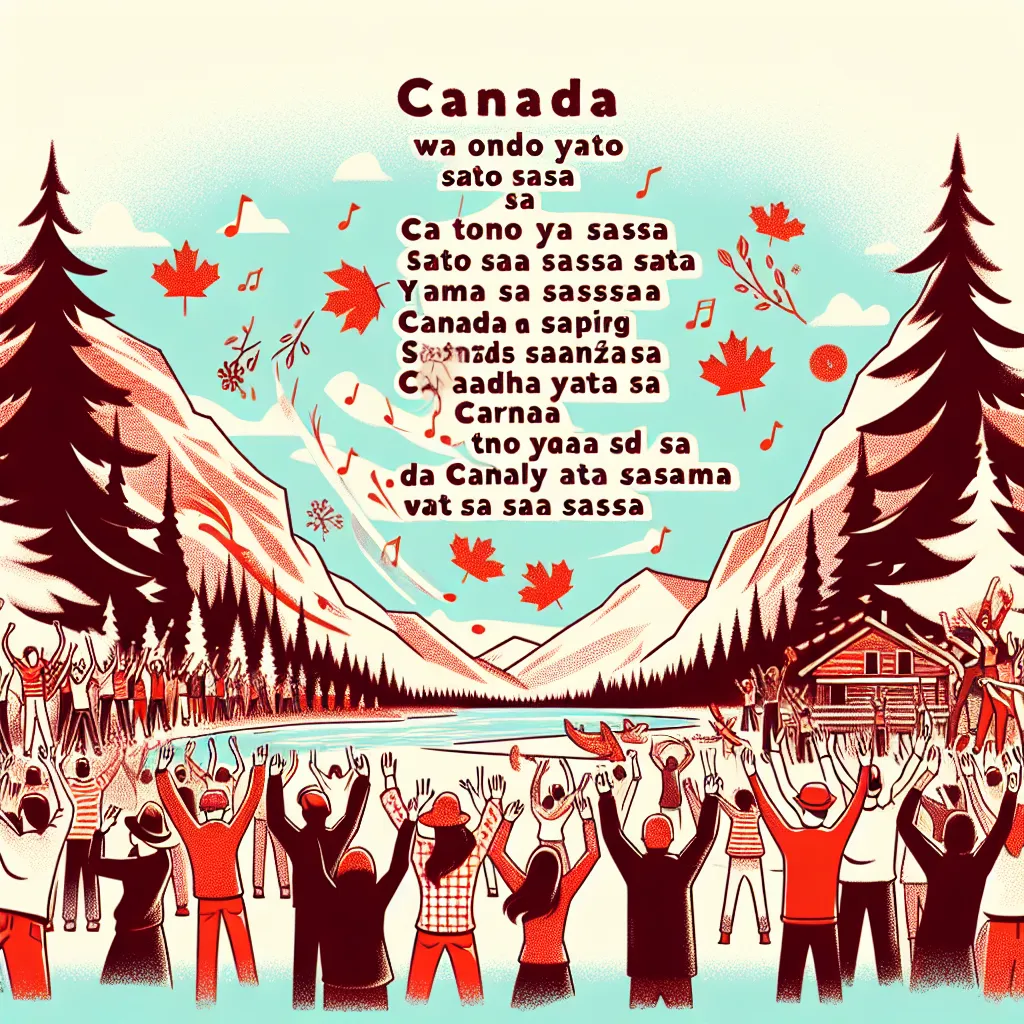 Canada
wa ondo yato
sato sasa
sa
Ca tono ya sassa
Sato saa sassa sata
Yama sa sasssaa
Canada a sapirg
saanźasa
yata sa
Carnaa
tno yaaa sd sa
da Canaly ata sasama
vat sa saa sassa